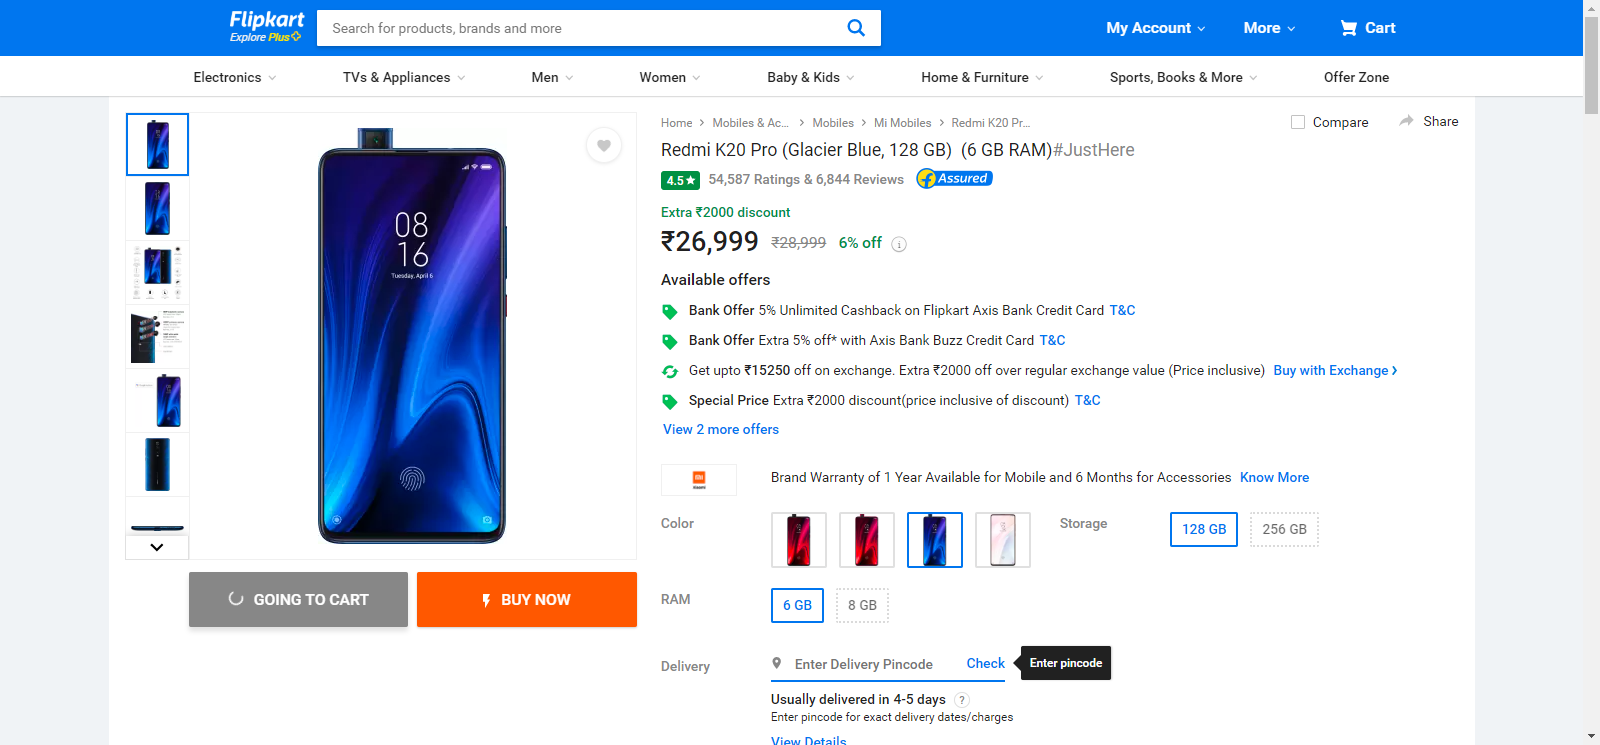 Flipkart
Explore Plus
Search for products, brands and more
My Account
More
Cart
Electronics
TVs & Appliances
Men
Women
Baby & Kids
Home & Furniture
Sports, Books & More
Offer Zone
Home
Mobiles & Ac...
Mobiles
Mi Mobiles
Redmi K20 Pr...
Compare
Share
Redmi K20 Pro (Glacier Blue, 128 GB) (6 GB RAM)#JustHere
4.5★ 54,587 Ratings & 6,844 Reviews Assured
Extra ₹2000 discount
₹26,999 ₹28,999 6% off
Available offers
Bank Offer 5% Unlimited Cashback on Flipkart Axis Bank Credit Card T&C
Bank Offer Extra 5% off* with Axis Bank Buzz Credit Card T&C
Get upto ₹15250 off on exchange. Extra ₹2000 off over regular exchange value (Price inclusive) Buy with Exchange
Special Price Extra ₹2000 discount(price inclusive of discount) T&C
View 2 more offers
08
16
Tuesday, April 6
GOING TO CART
BUY NOW
Brand Warranty of 1 Year Available for Mobile and 6 Months for Accessories Know More
Color
Storage
128 GB
256 GB
RAM
6 GB
8 GB
Delivery
Enter Delivery Pincode
Check
Enter pincode
Usually delivered in 4-5 days ?
Enter pincode for exact delivery dates/charges
View Details